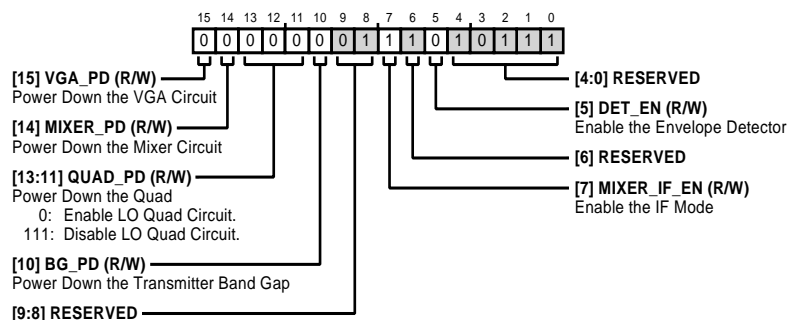 15 14 13 12 11 10 9 8 7 6 5 4 3 2 1 0
0 0 0 0 0 0 0 1 1 1 0 1 0 1 1 1
[15] VGA_PD (R/W)
Power Down the VGA Circuit
[14] MIXER_PD (R/W)
Power Down the Mixer Circuit
[13:11] QUAD_PD (R/W)
Power Down the Quad
0: Enable LO Quad Circuit.
111: Disable LO Quad Circuit.
[10] BG_PD (R/W)
Power Down the Transmitter Band Gap
[9:8] RESERVED
[4:0] RESERVED
[5] DET_EN (R/W)
Enable the Envelope Detector
[6] RESERVED
[7] MIXER_IF_EN (R/W)
Enable the IF Mode